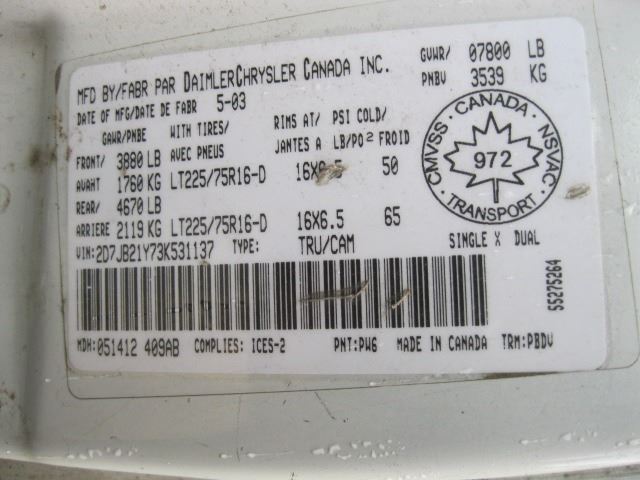 MFD BY/FABR PAR DAIMLERCHRYSLER CANADA INC.
GVWR/ 07800 LB
PNBV 3539 KG
DATE OF MFG/DATE DE FABR 5-03
GAWR/PNBE WITH TIRES/ RIMS AT/ PSI COLD/
AVEC PNEUS JANTES A LB/PO2 FROID
FRONT/ 3880 LB
AVANT 1760 KG LT225/75R16-D 16X6.5 50
REAR/ 4670 LB
ARRIERE 2119 KG LT225/75R16-D 16X6.5 65
VIN: 2D7JB21Y73K531137 TYPE: TRU/CAM SINGLE X DUAL
CMVSS · CANADA · NSVAC · TRANSPORT ·
972
55275264
MDH: 051412 409AB COMPLIES: ICES-2 PNT: PW6 MADE IN CANADA TRM: PBDV